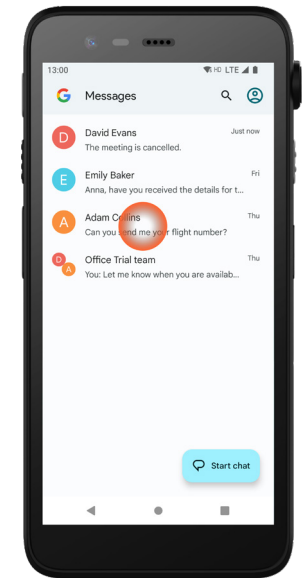 13:00 HD LTE
G Messages
D David Evans Just now
The meeting is cancelled.
E Emily Baker Fri
Anna, have you received the details for t...
A Adam Collins Thu
Can you send me your flight number?
D A Office Trial team Thu
You: Let me know when you are availab...
Start chat